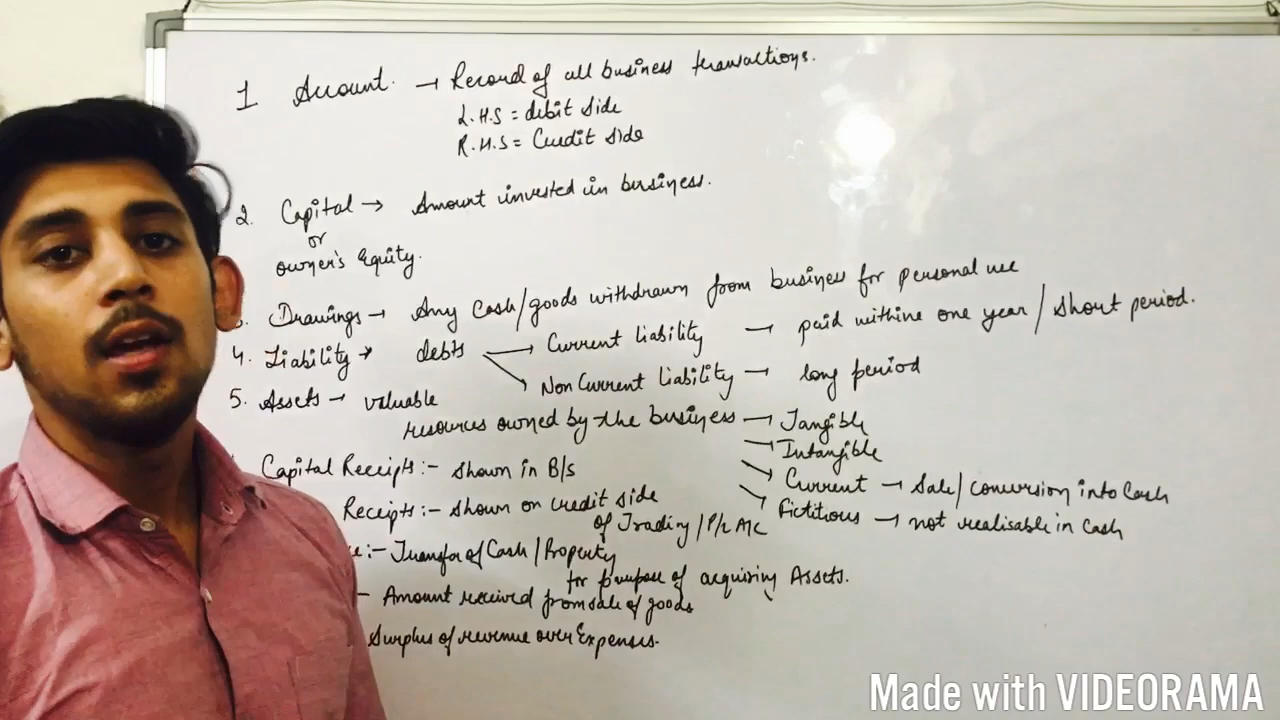 1 Account. → Record of all business transactions.
L.H.S = debit side
R.H.S = Credit side
2. Capital → Amount invested in business.
or
owner's Equity.
3. Drawings → Any Cash/goods withdrawn from business for personal use
4. Liability → debts → Current liability → paid withine one year / short period.
Non Current liability → long period
5. Assets → valuable
resources owned by the business → Tangible
Intangible
Current → Sale/conversion into Cash
Fictitious → not realisable in cash
Capital Receipts:- shown in B/s
Receipts:- shown on credit side
of Trading/P/L A/C
e:- Transfer of Cash/Property
for purpose of acquiring Assets.
- Amount received from sale of goods
Surplus of revenue over Expenses.
Made with VIDEORAMA